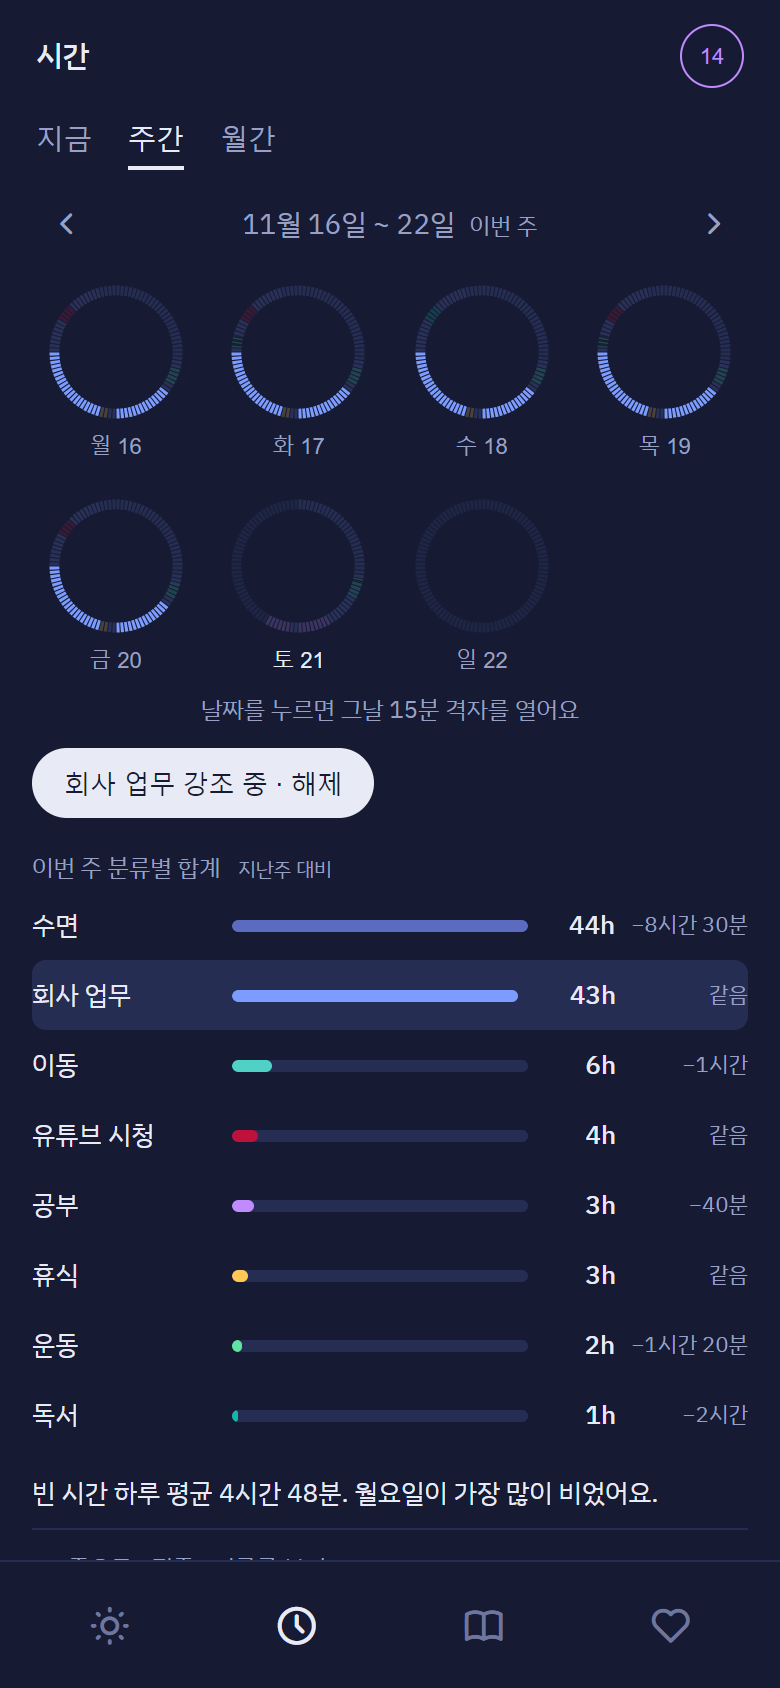 시간
14
지금 주간 월간
11월 16일 ~ 22일 이번 주
월 16 화 17 수 18 목 19
금 20 토 21 일 22
날짜를 누르면 그날 15분 격자를 열어요
회사 업무 강조 중 · 해제
이번 주 분류별 합계 지난주 대비
수면 44h −8시간 30분
회사 업무 43h 같음
이동 6h −1시간
유튜브 시청 4h 같음
공부 3h −40분
휴식 3h 같음
운동 2h −1시간 20분
독서 1h −2시간
빈 시간 하루 평균 4시간 48분. 월요일이 가장 많이 비었어요.